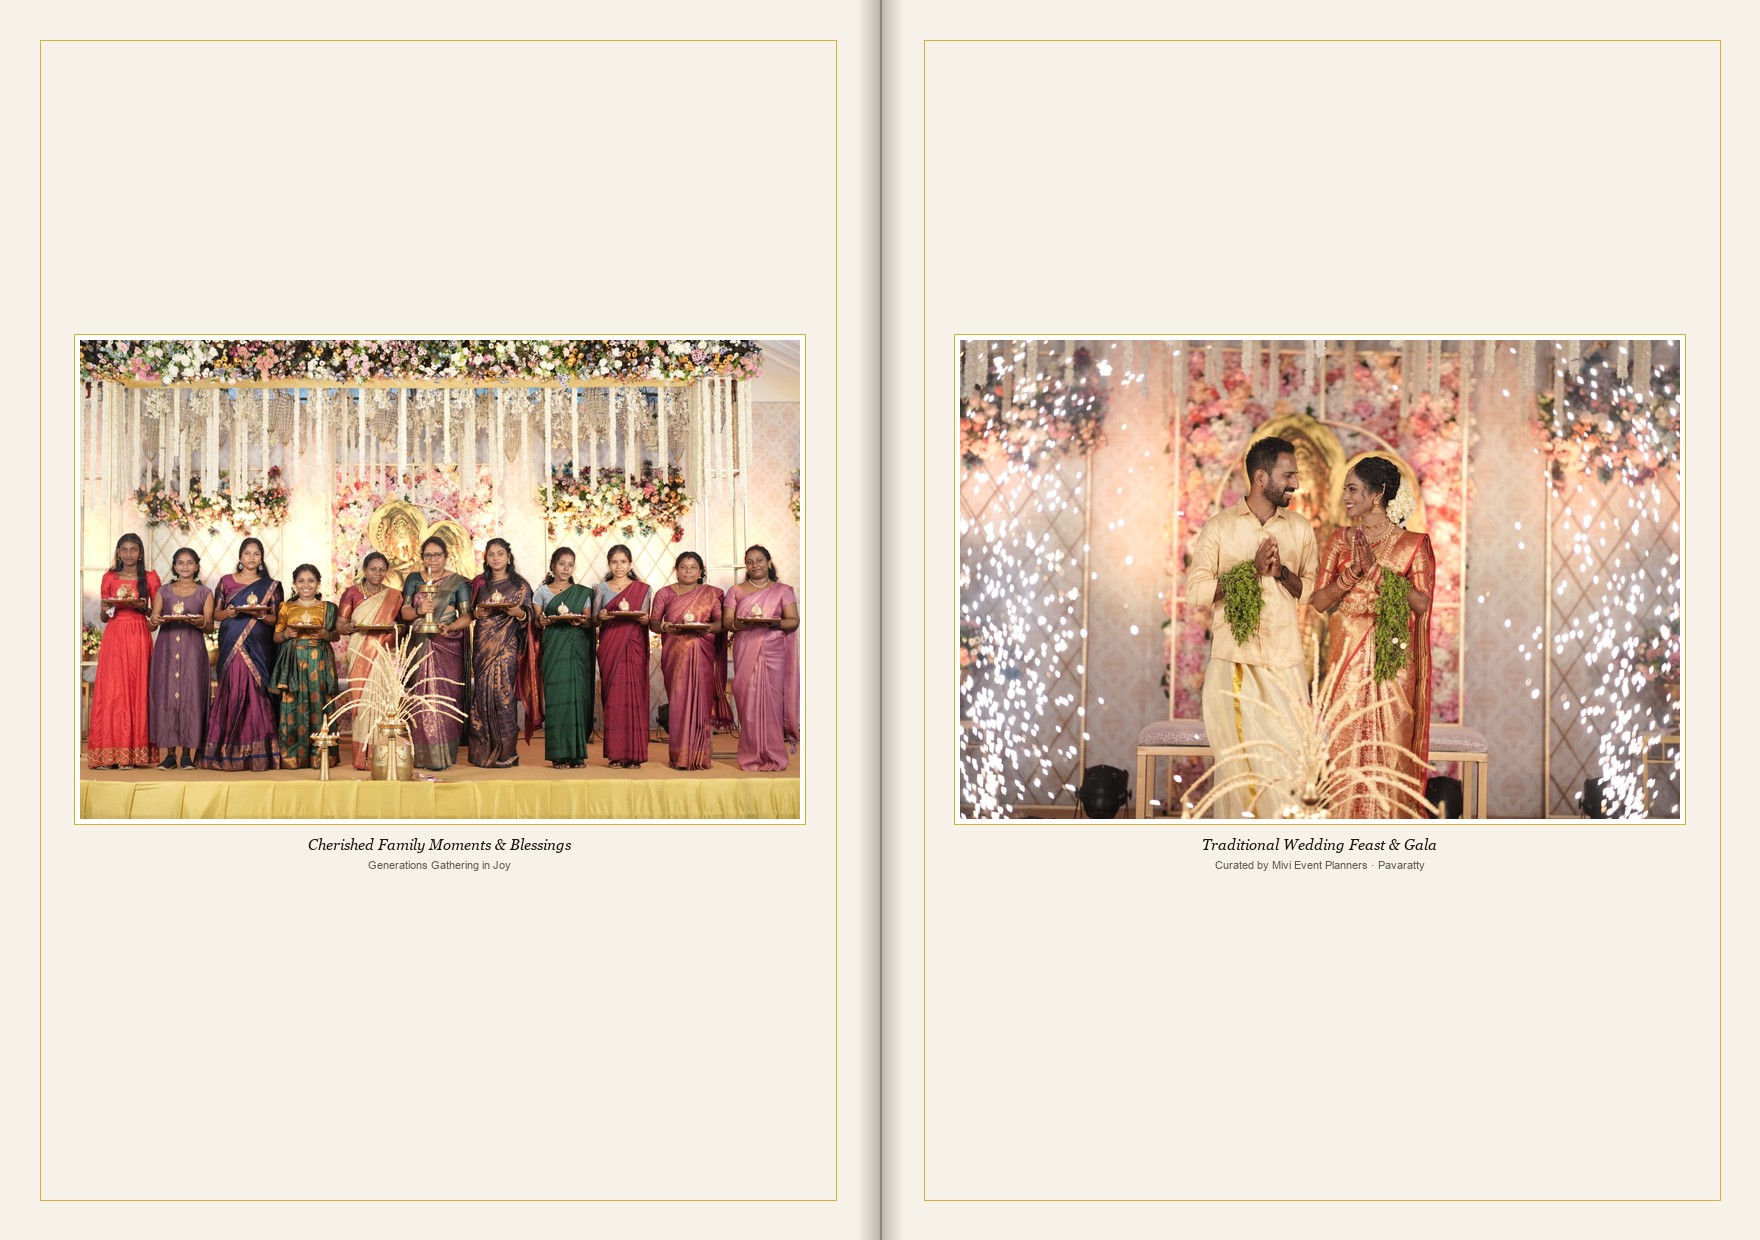 Cherished Family Moments & Blessings
Generations Gathering in Joy
Traditional Wedding Feast & Gala
Curated by Mivi Event Planners · Pavaratty